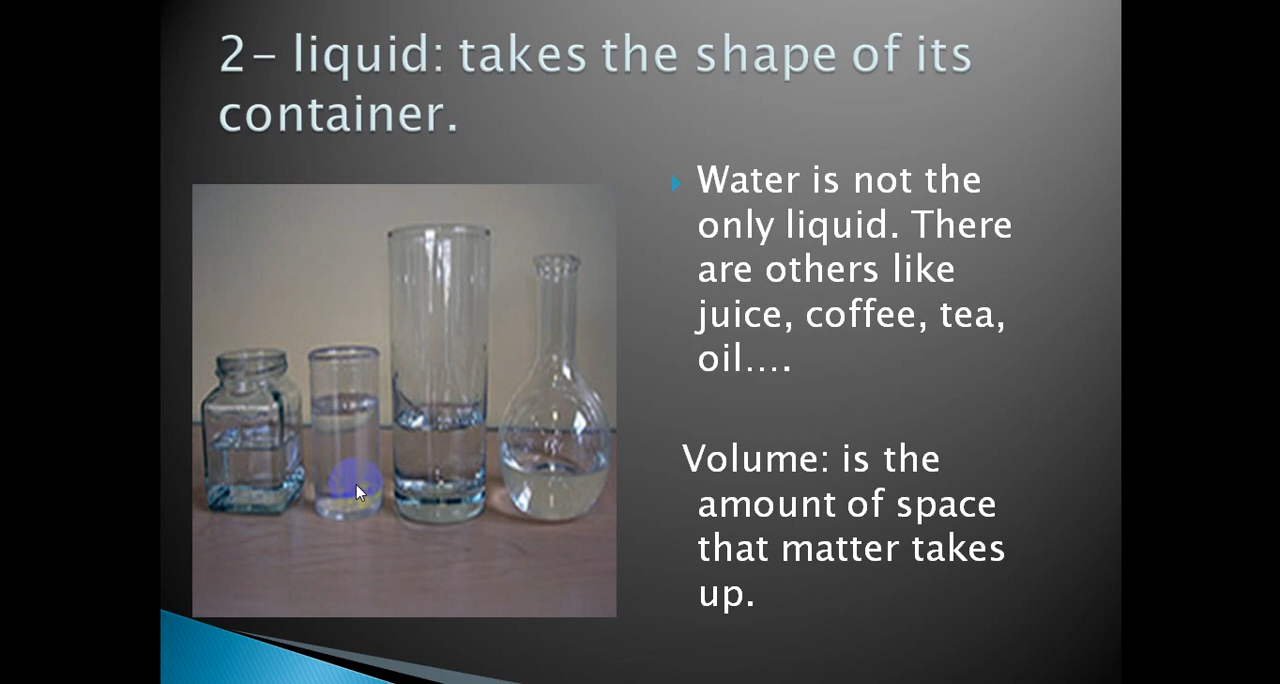 2- liquid: takes the shape of its
container.
Water is not the
only liquid. There
are others like
juice, coffee, tea,
oil....
Volume: is the
amount of space
that matter takes
up.